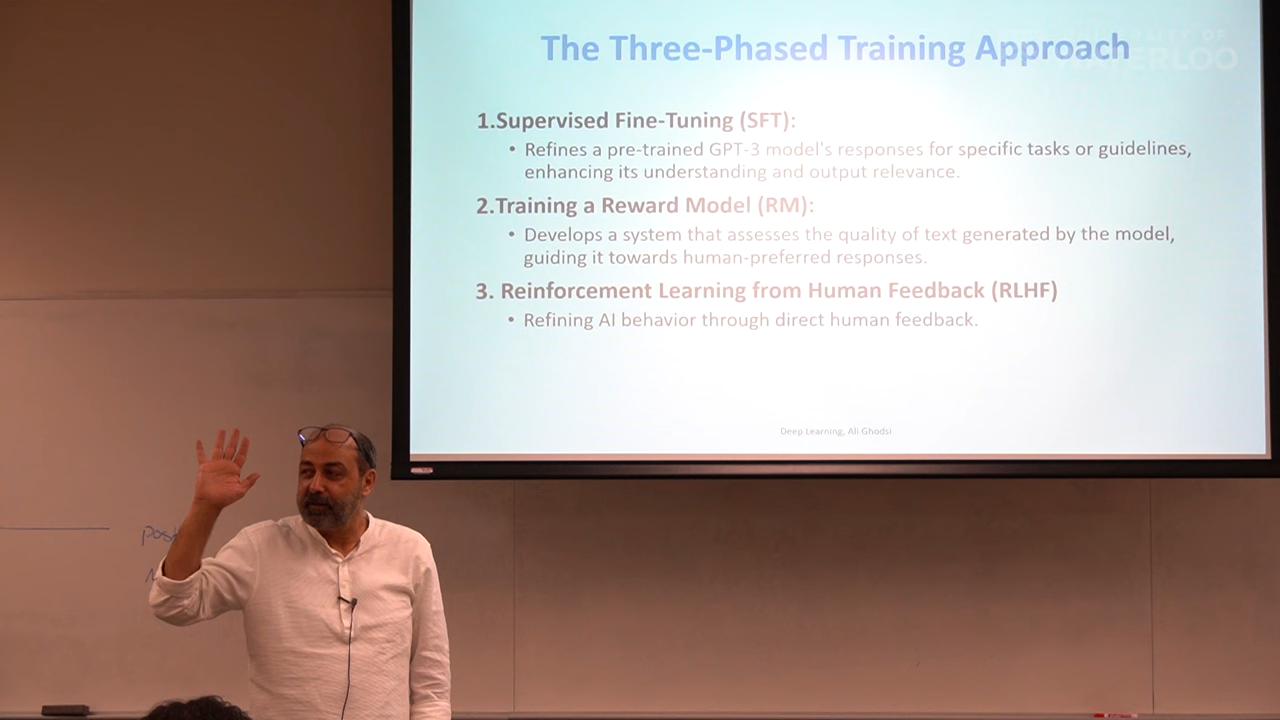 The Three-Phased Training Approach
UNIVERSITY OF
WATERLOO
1.Supervised Fine-Tuning (SFT):
• Refines a pre-trained GPT-3 model's responses for specific tasks or guidelines,
enhancing its understanding and output relevance.
2.Training a Reward Model (RM):
• Develops a system that assesses the quality of text generated by the model,
guiding it towards human-preferred responses.
3. Reinforcement Learning from Human Feedback (RLHF)
• Refining AI behavior through direct human feedback.
Deep Learning, Ali Ghodsi